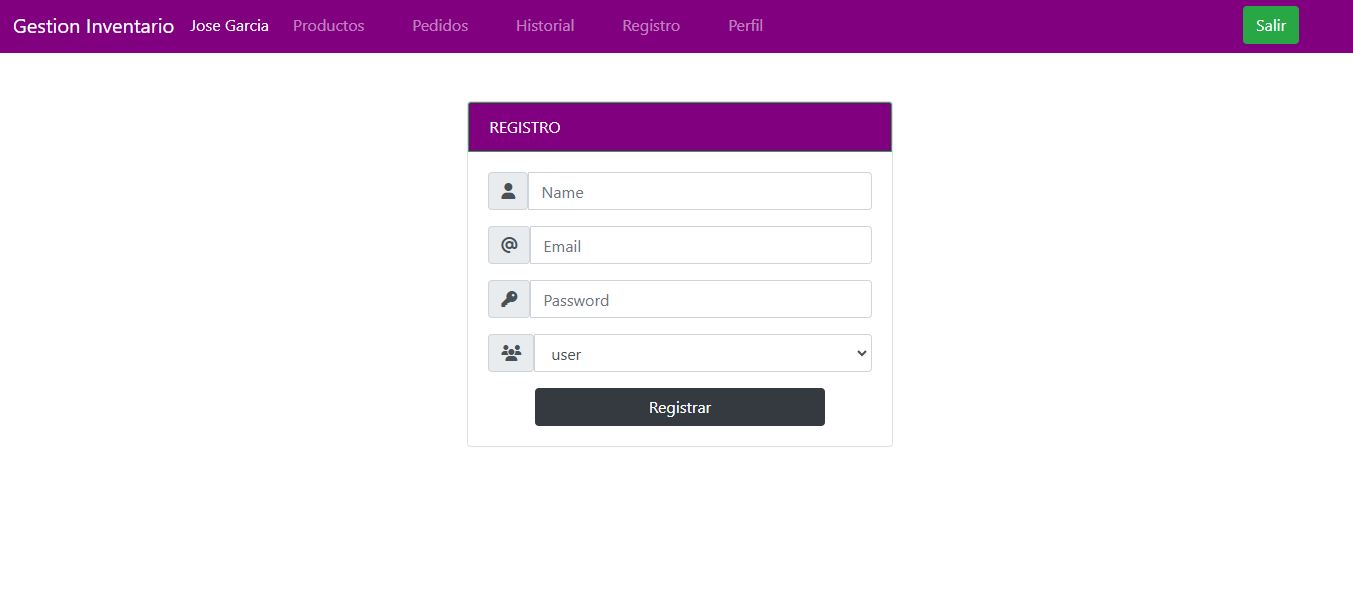 Gestion Inventario Jose Garcia Productos Pedidos Historial Registro Perfil Salir
REGISTRO
Name
Email
Password
user
Registrar